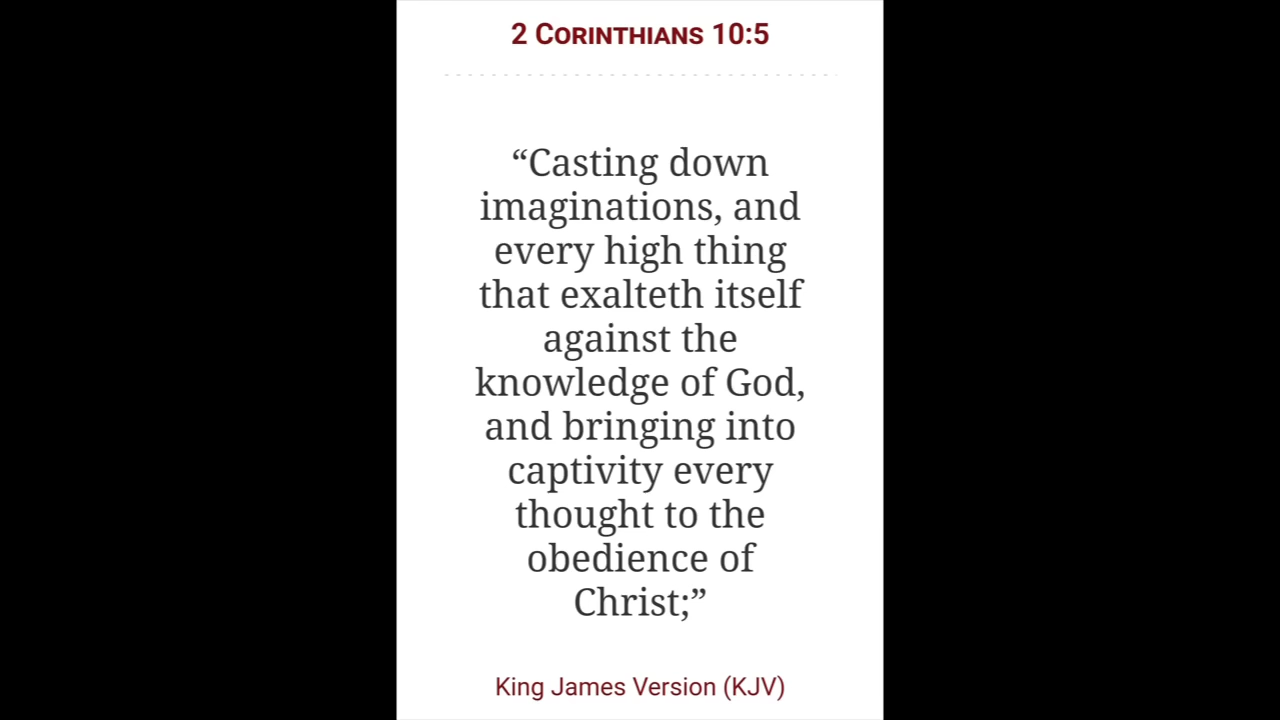 2 Corinthians 10:5
“Casting down
imaginations, and
every high thing
that exalteth itself
against the
knowledge of God,
and bringing into
captivity every
thought to the
obedience of
Christ;”
King James Version (KJV)